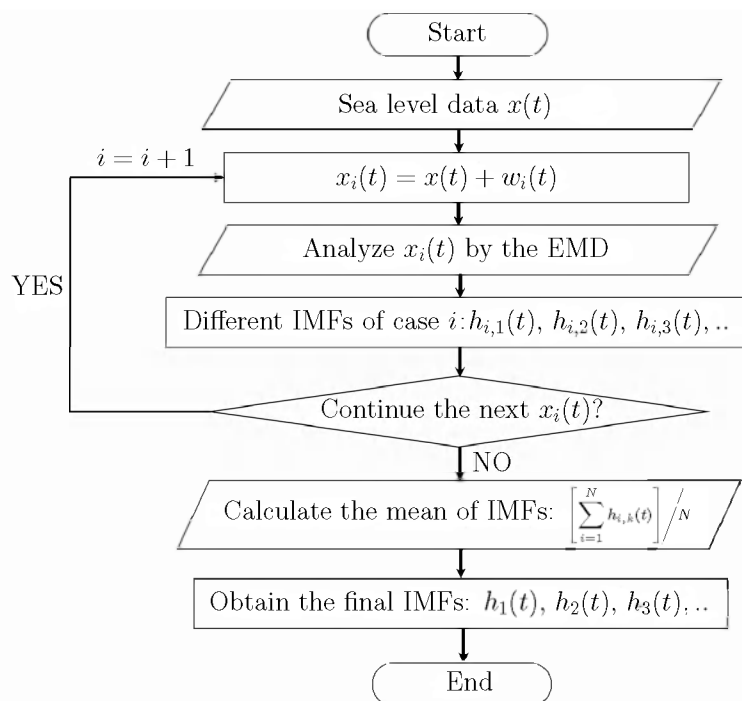 Start
Sea level data x(t)
i = i + 1
x_i(t) = x(t) + w_i(t)
Analyze x_i(t) by the EMD
YES
Different IMFs of case i: h_{i,1}(t), h_{i,2}(t), h_{i,3}(t), ..
Continue the next x_i(t)?
NO
Calculate the mean of IMFs: [∑_{i=1}^{N} h_{i,k}(t)] / N
Obtain the final IMFs: h_1(t), h_2(t), h_3(t), ..
End